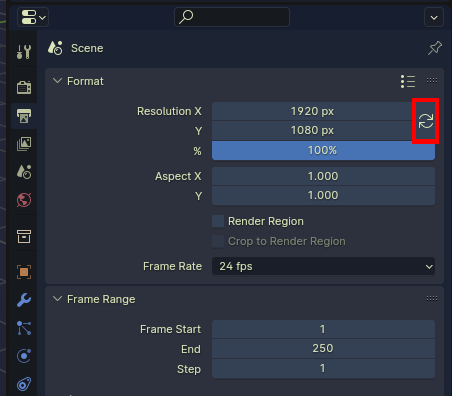 Scene
Format
Resolution X 1920 px
Y 1080 px
% 100%
Aspect X 1.000
Y 1.000
Render Region
Crop to Render Region
Frame Rate 24 fps
Frame Range
Frame Start 1
End 250
Step 1